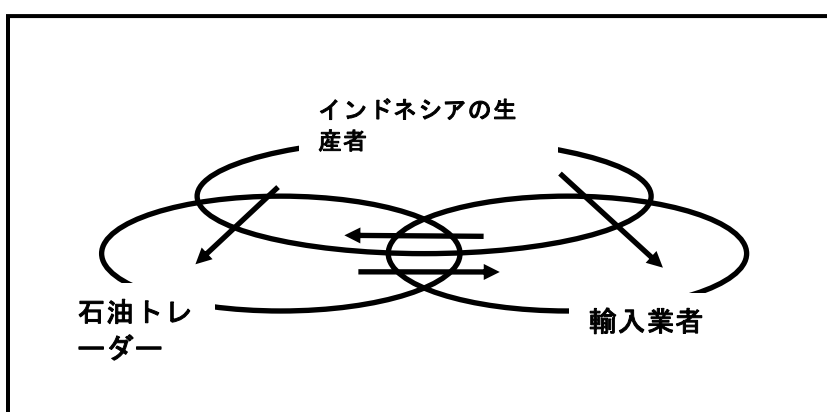 インドネシアの生
産者
石油トレ
ーダー
輸入業者